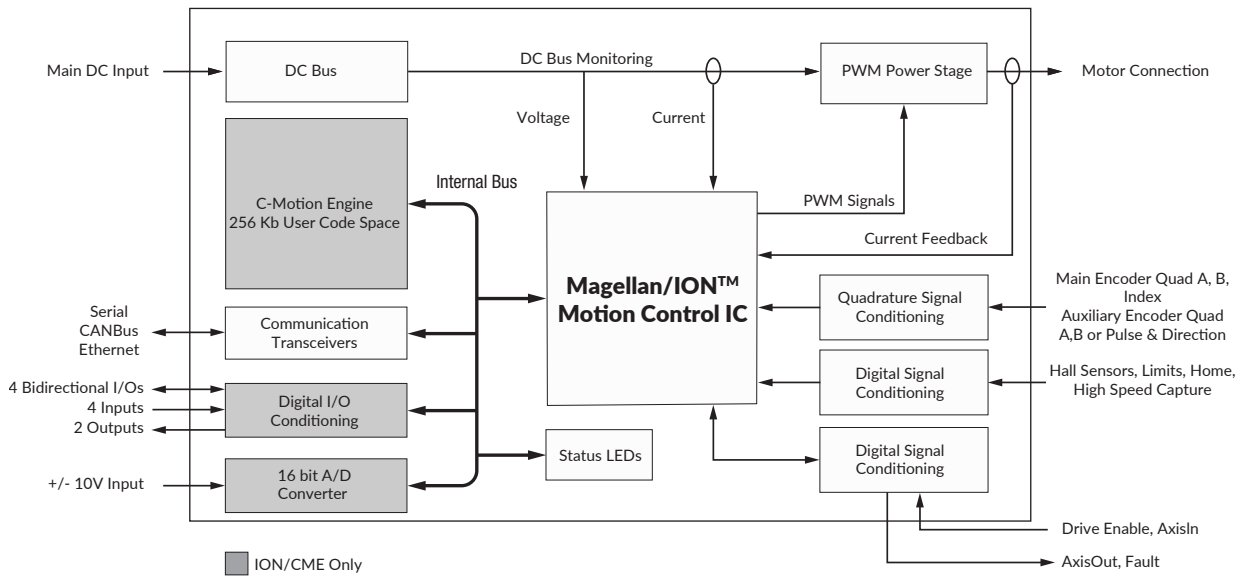 Main DC Input
DC Bus
DC Bus Monitoring
PWM Power Stage
Motor Connection
Voltage
Current
C-Motion Engine
256 Kb User Code Space
Internal Bus
PWM Signals
Current Feedback
Magellan/ION™
Motion Control IC
Serial
CANBus
Ethernet
Communication
Transceivers
Quadrature Signal
Conditioning
Main Encoder Quad A, B,
Index
Auxiliary Encoder Quad
A,B or Pulse & Direction
4 Bidirectional I/Os
4 Inputs
2 Outputs
Digital I/O
Conditioning
Digital Signal
Conditioning
Hall Sensors, Limits, Home,
High Speed Capture
+/- 10V Input
16 bit A/D
Converter
Status LEDs
Digital Signal
Conditioning
Drive Enable, AxisIn
AxisOut, Fault
ION/CME Only